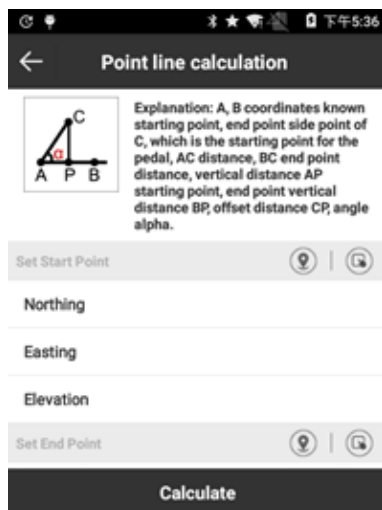 下午5:36
Point line calculation
C
α
A P B
Explanation: A, B coordinates known
starting point, end point side point of
C, which is the starting point for the
pedal, AC distance, BC end point
distance, vertical distance AP
starting point, end point vertical
distance BP, offset distance CP, angle
alpha.
Set Start Point
Northing
Easting
Elevation
Set End Point
Calculate